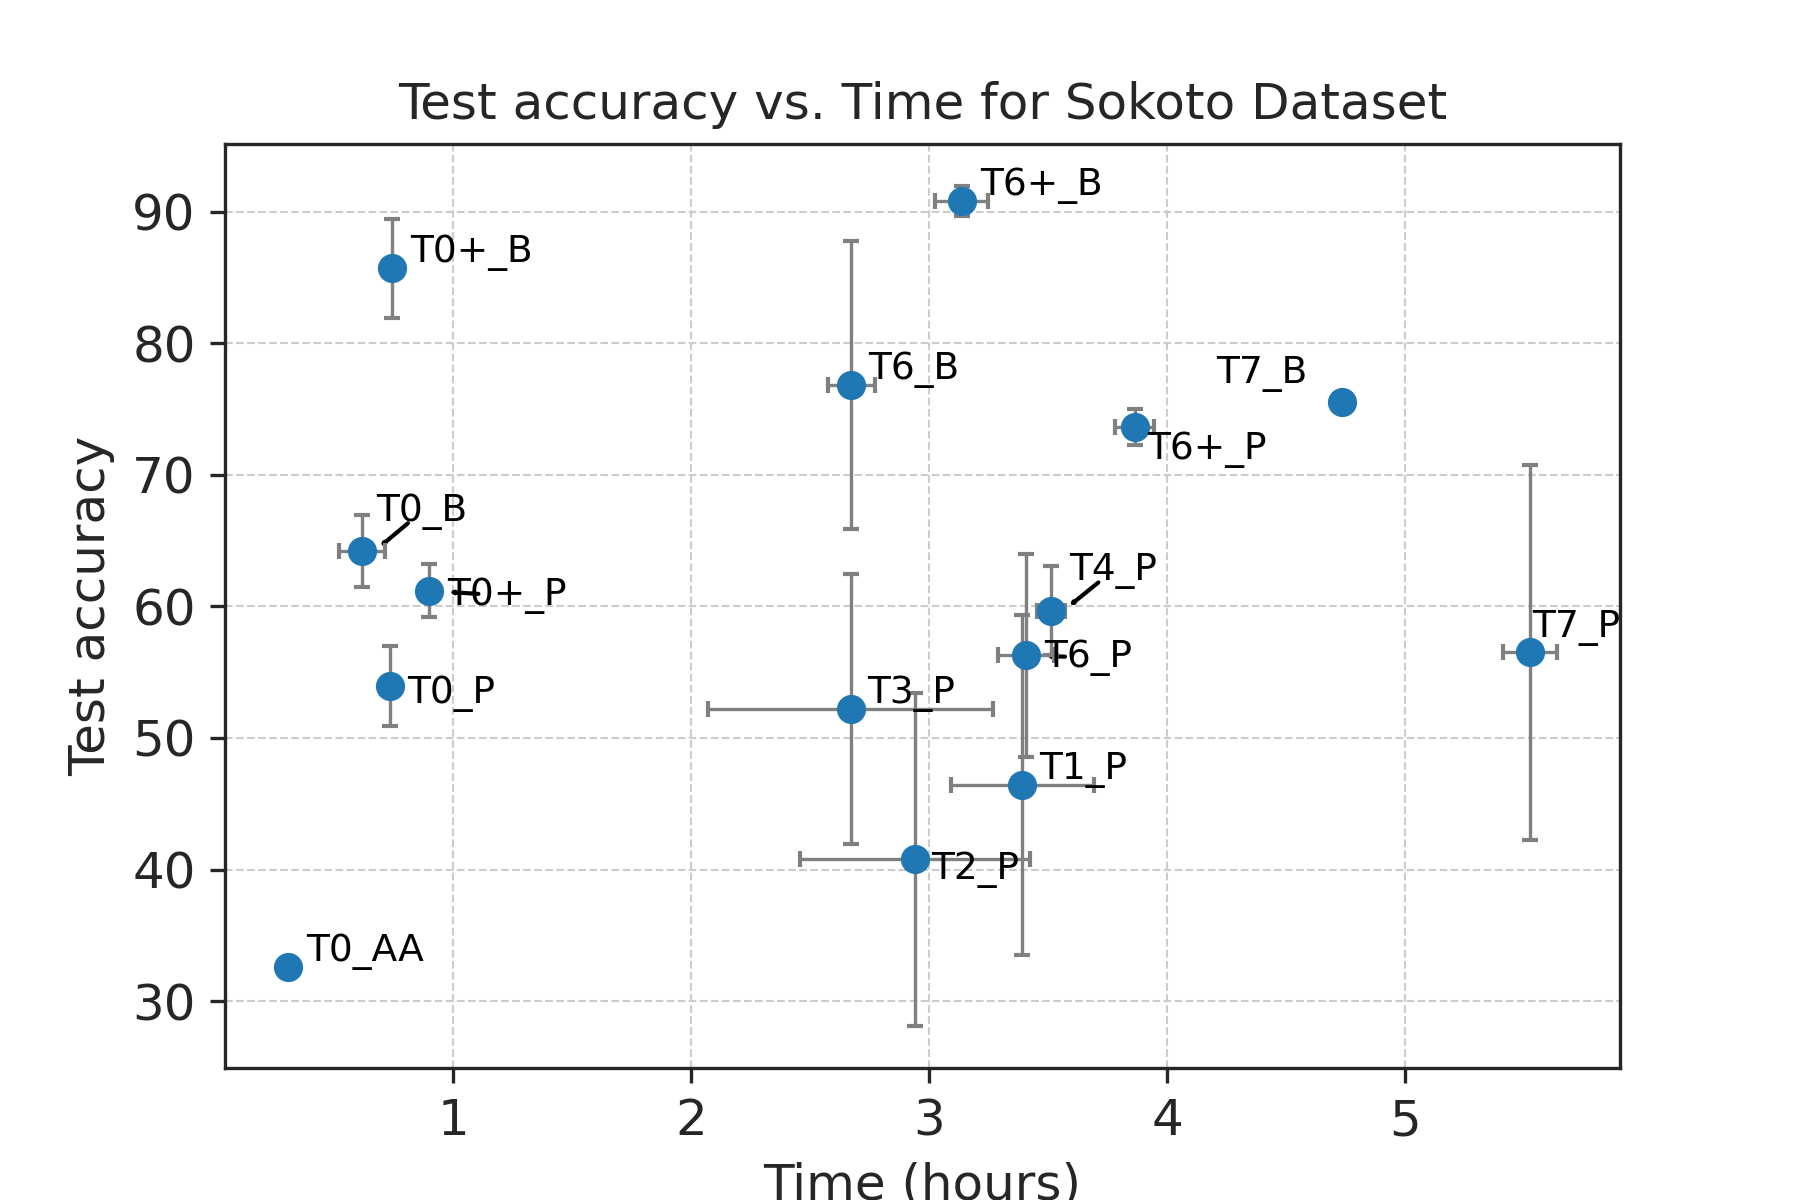 Test accuracy vs. Time for Sokoto Dataset
T6+_B
90
T0+_B
80
T6_B
T7_B
T6+_P
70
T0_B
T4_P
T0+_P
60
T7_P
T6_P
T0_P
T3_P
50
T1_P
40
T2_P
T0_AA
30
Test accuracy
1 2 3 4 5
Time (hours)